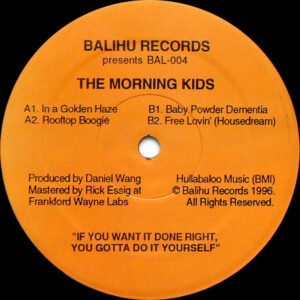 BALIHU RECORDS
presents BAL-004
THE MORNING KIDS
A1. In a Golden Haze
A2. Rooftop Boogie
B1. Baby Powder Dementia
B2. Free Lovin' (Housedream)
Produced by Daniel Wang
Mastered by Rick Essig at
Frankford Wayne Labs
Hullabaloo Music (BMI)
© Balihu Records 1996.
All Rights Reserved.
"IF YOU WANT IT DONE RIGHT,
YOU GOTTA DO IT YOURSELF"